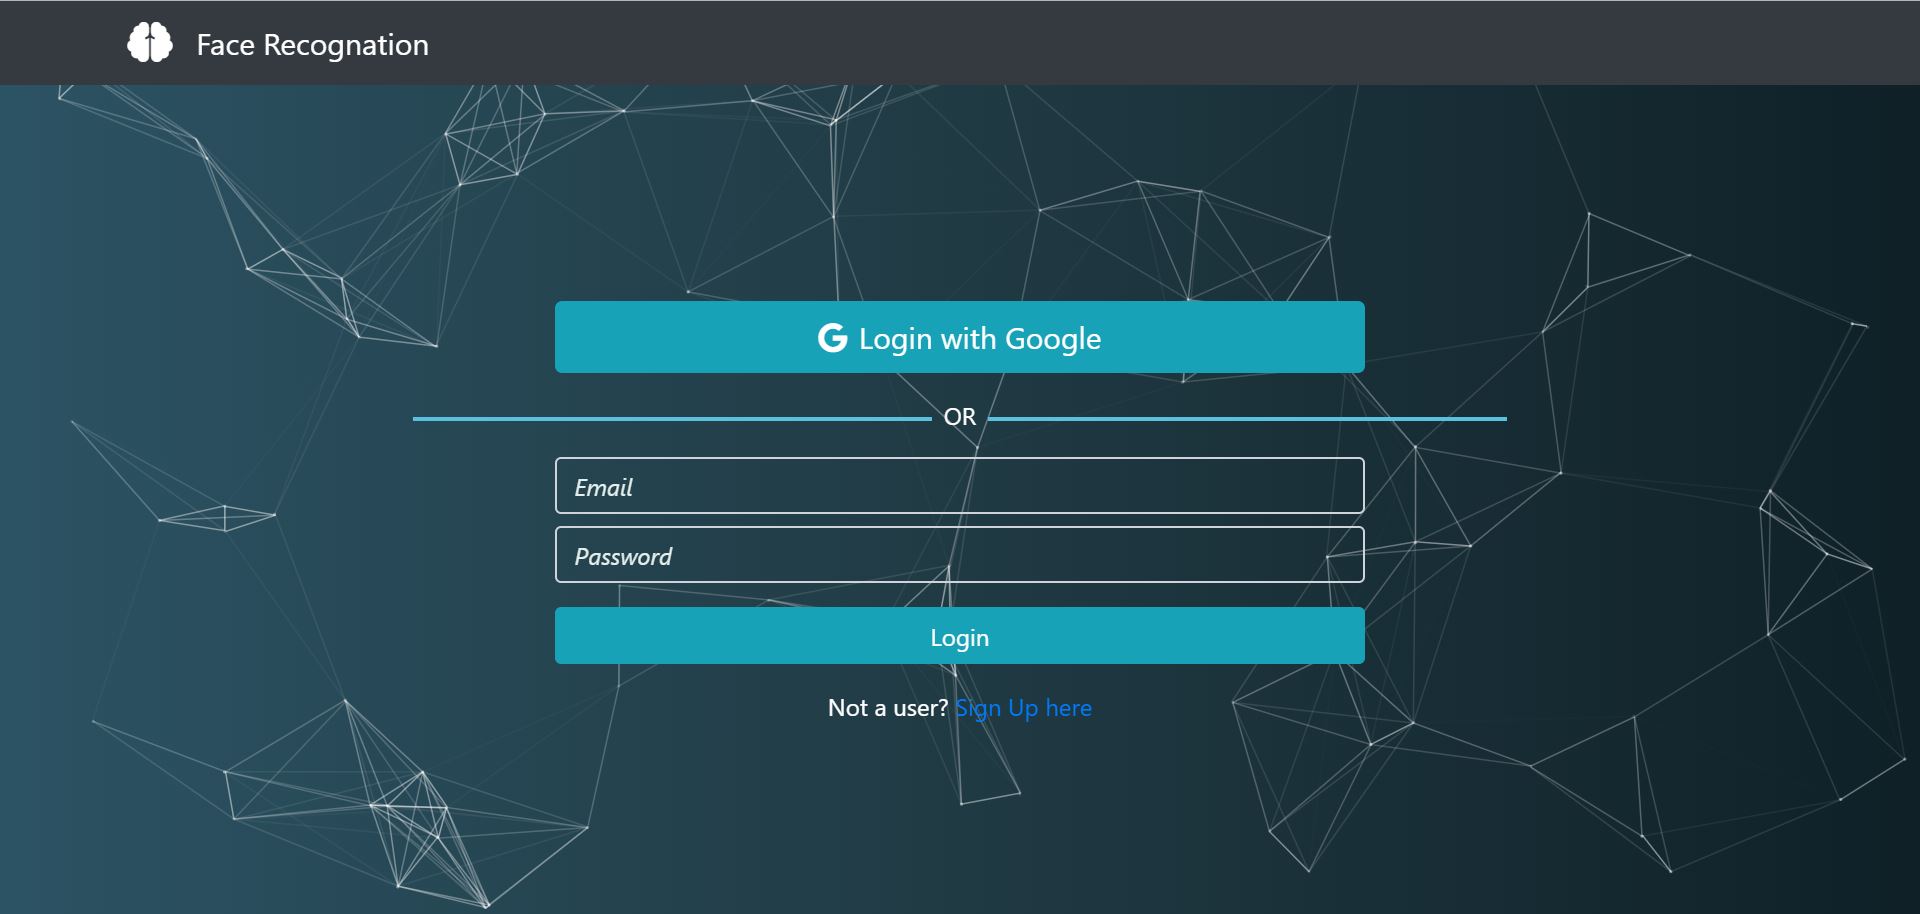 Face Recognation
Login with Google
OR
Email
Password
Login
Not a user? Sign Up here